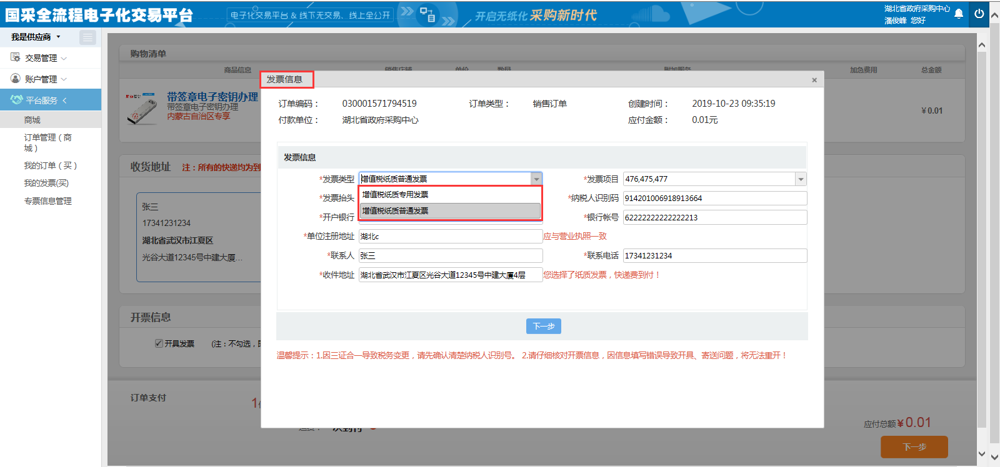 国采全流程电子化交易平台
电子化交易平台 & 线下无交易、线上全公开
开启无纸化 采购新时代
湖北省政府采购中心
潘俊峰 您好
我是供应商
交易管理
账户管理
平台服务
商城
订单管理（商
城）
我的订单（买）
我的发票(买)
专票信息管理
购物清单
商品信息
销售店铺 单价 数量 附加服务 加急费用 总金额
带签章电子密钥办理
带签章电子密钥办理
内蒙古自治区专享
¥0.01
收货地址 注：所有的快递均为到
张三
17341231234
湖北省武汉市江夏区
光谷大道12345号中建大厦...
开票信息
开具发票 (注：不勾选，
订单支付
1
应付总额¥0.01
下一步
发票信息
×
订单编码： 030001571794519 订单类型： 销售订单 创建时间： 2019-10-23 09:35:19
付款单位： 湖北省政府采购中心 应付金额： 0.01元
发票信息
*发票类型 增值税纸质普通发票 *发票项目 476,475,477
增值税纸质专用发票
增值税纸质普通发票
*发票抬头 *纳税人识别码 914201006918913664
*开户银行 *银行帐号 62222222222222213
*单位注册地址 湖北c 应与营业执照一致
*联系人 张三 *联系电话 17341231234
*收件地址 湖北省武汉市江夏区光谷大道12345号中建大厦4层 您选择了纸质发票，快递费到付！
下一步
温馨提示：1.因三证合一导致税务变更，请先确认清楚纳税人识别号。 2.请仔细核对开票信息，因信息填写错误导致开具、寄送问题，将无法重开！